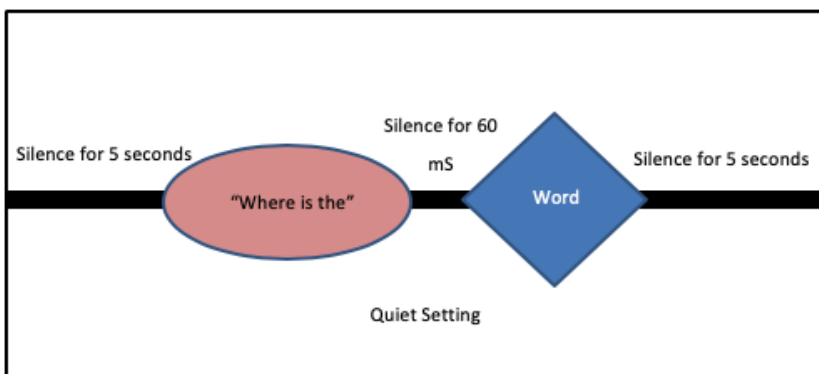 Silence for 5 seconds
“Where is the”
Silence for 60
mS
Word
Silence for 5 seconds
Quiet Setting